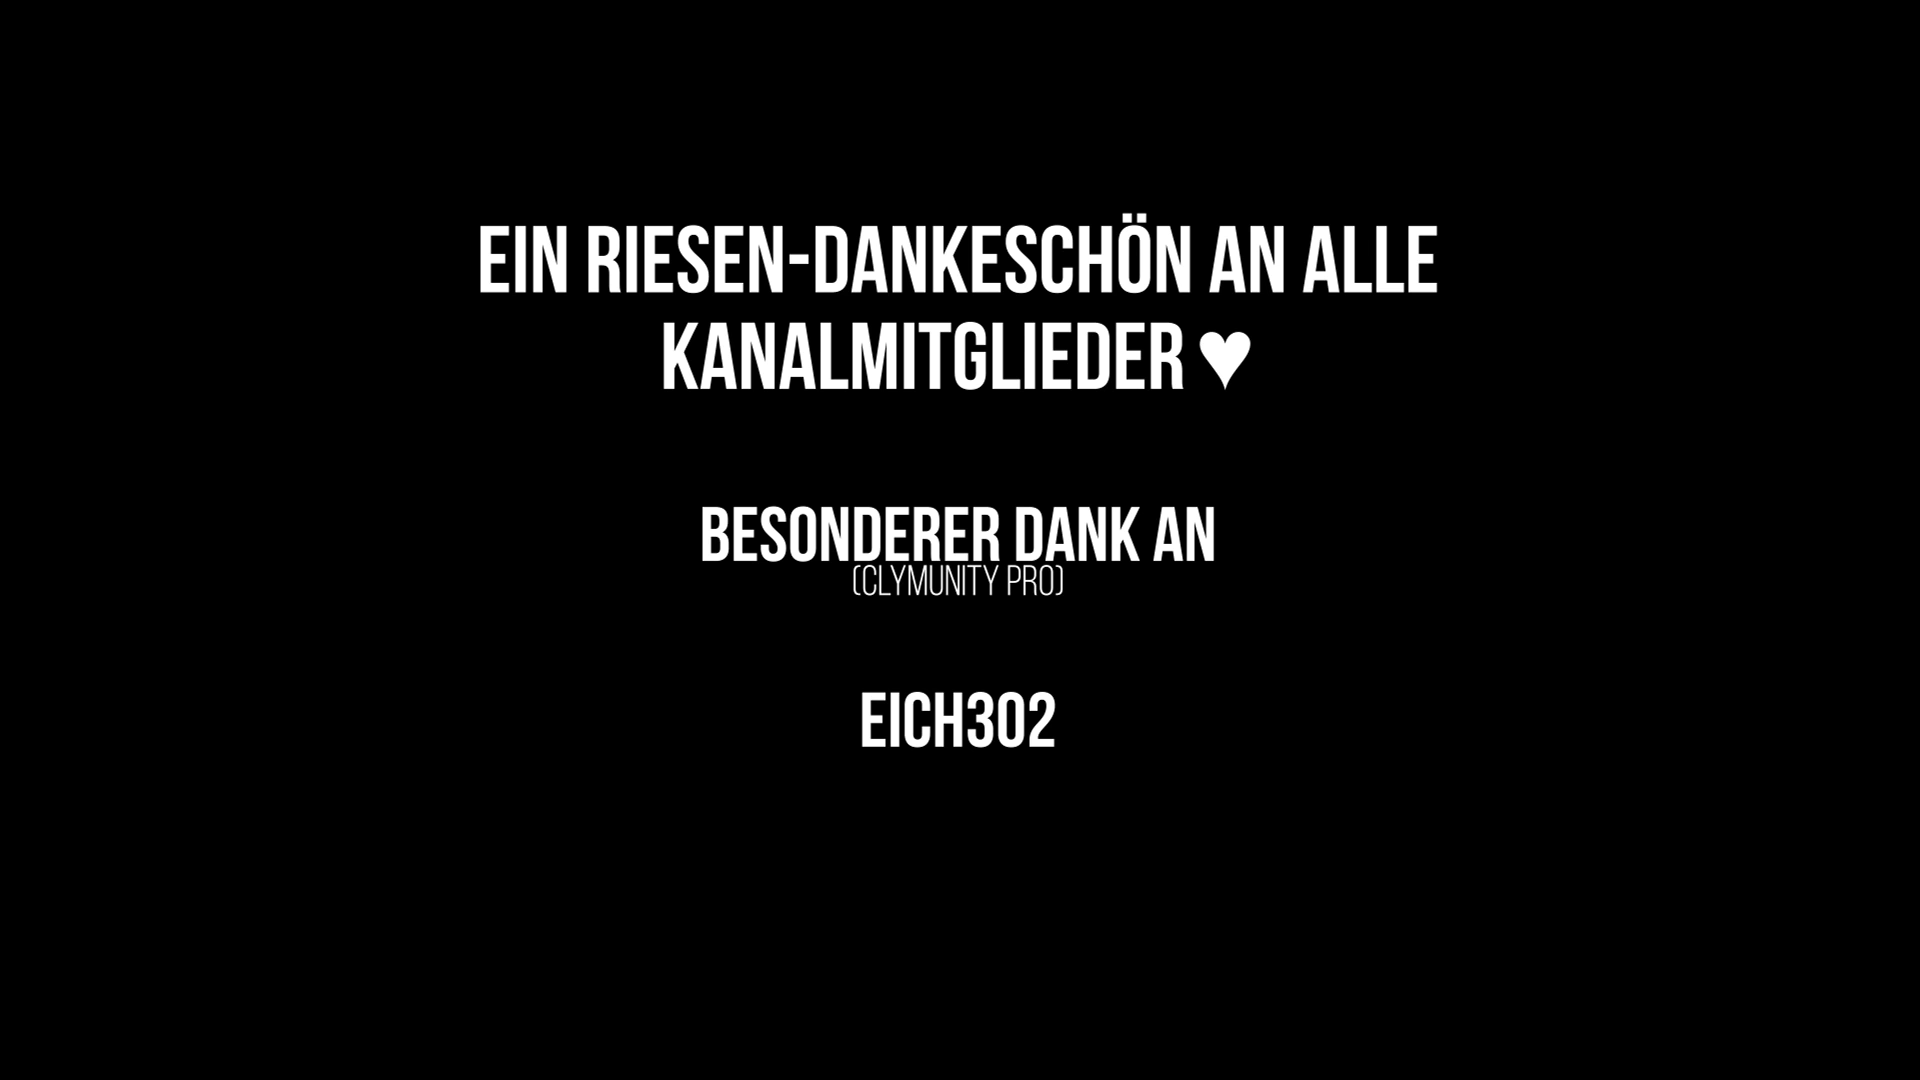 EIN RIESEN-DANKESCHÖN AN ALLE
KANALMITGLIEDER ♥
BESONDERER DANK AN
(CLYMUNITY PRO)
EICH302